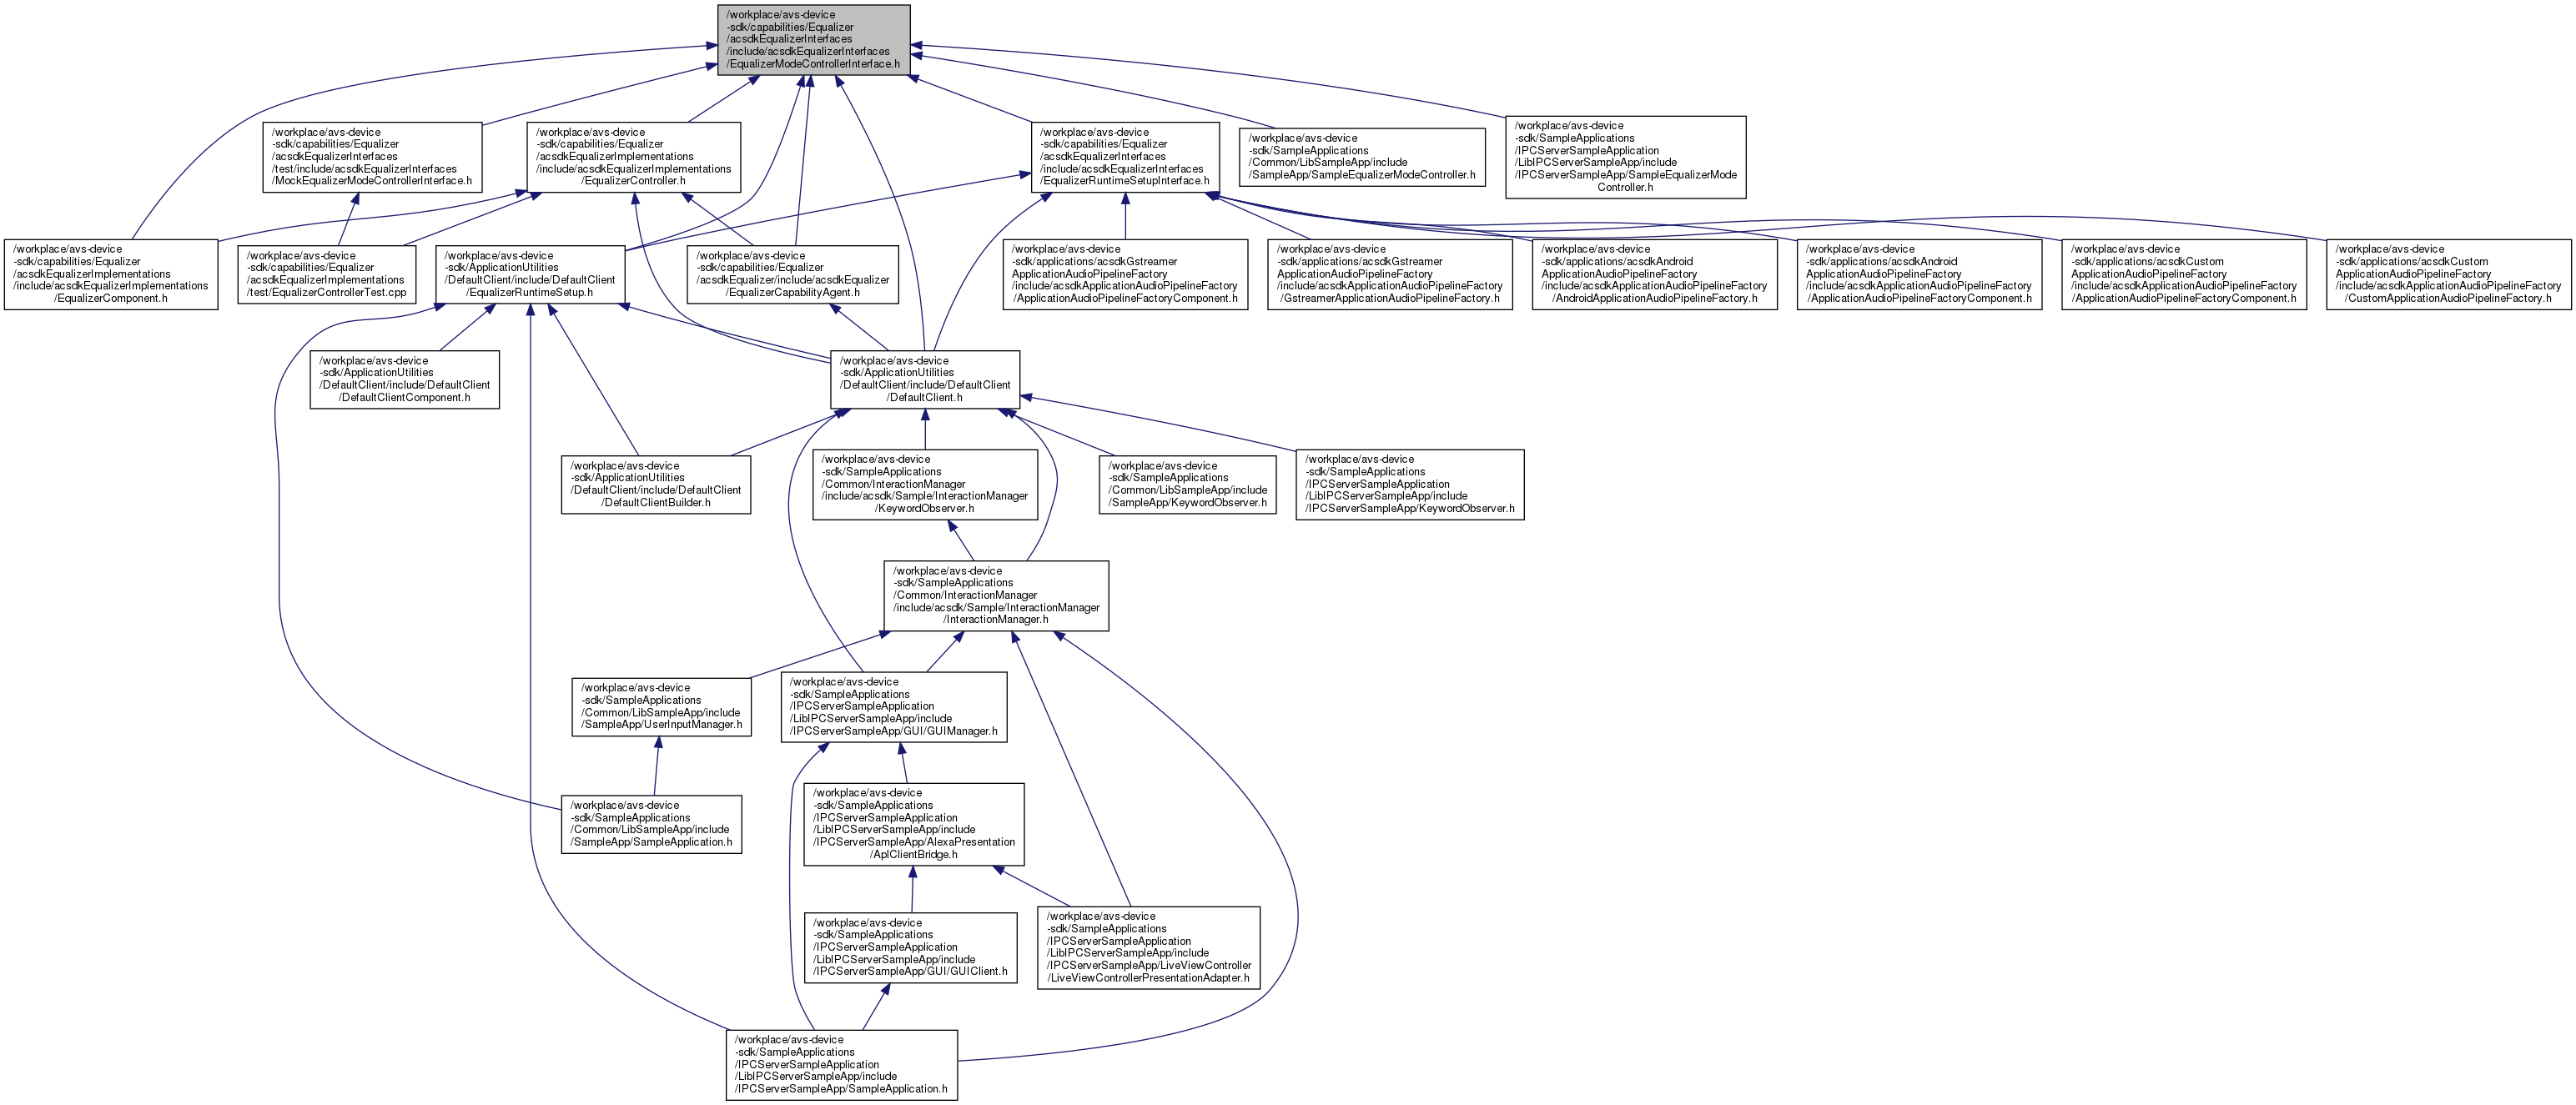 /workplace/avs-device
-sdk/capabilities/Equalizer
/acsdkEqualizerInterfaces
/include/acsdkEqualizerInterfaces
/EqualizerModeControllerInterface.h
/workplace/avs-device
-sdk/capabilities/Equalizer
/acsdkEqualizerInterfaces
/test/include/acsdkEqualizerInterfaces
/MockEqualizerModeControllerInterface.h
/workplace/avs-device
-sdk/capabilities/Equalizer
/acsdkEqualizerImplementations
/include/acsdkEqualizerImplementations
/EqualizerController.h
/workplace/avs-device
-sdk/capabilities/Equalizer
/acsdkEqualizerInterfaces
/include/acsdkEqualizerInterfaces
/EqualizerRuntimeSetupInterface.h
/workplace/avs-device
-sdk/SampleApplications
/Common/LibSampleApp/include
/SampleApp/SampleEqualizerModeController.h
/workplace/avs-device
-sdk/SampleApplications
/IPCServerSampleApplication
/LibIPCServerSampleApp/include
/IPCServerSampleApp/SampleEqualizerMode
Controller.h
/workplace/avs-device
-sdk/capabilities/Equalizer
/acsdkEqualizerImplementations
/include/acsdkEqualizerImplementations
/EqualizerComponent.h
/workplace/avs-device
-sdk/capabilities/Equalizer
/acsdkEqualizerImplementations
/test/EqualizerControllerTest.cpp
/workplace/avs-device
-sdk/ApplicationUtilities
/DefaultClient/include/DefaultClient
/EqualizerRuntimeSetup.h
/workplace/avs-device
-sdk/capabilities/Equalizer
/acsdkEqualizer/include/acsdkEqualizer
/EqualizerCapabilityAgent.h
/workplace/avs-device
-sdk/applications/acsdkGstreamer
ApplicationAudioPipelineFactory
/include/acsdkApplicationAudioPipelineFactory
/ApplicationAudioPipelineFactoryComponent.h
/workplace/avs-device
-sdk/applications/acsdkGstreamer
ApplicationAudioPipelineFactory
/include/acsdkApplicationAudioPipelineFactory
/GstreamerApplicationAudioPipelineFactory.h
/workplace/avs-device
-sdk/applications/acsdkAndroid
ApplicationAudioPipelineFactory
/include/acsdkApplicationAudioPipelineFactory
/AndroidApplicationAudioPipelineFactory.h
/workplace/avs-device
-sdk/applications/acsdkAndroid
ApplicationAudioPipelineFactory
/include/acsdkApplicationAudioPipelineFactory
/ApplicationAudioPipelineFactoryComponent.h
/workplace/avs-device
-sdk/applications/acsdkCustom
ApplicationAudioPipelineFactory
/include/acsdkApplicationAudioPipelineFactory
/ApplicationAudioPipelineFactoryComponent.h
/workplace/avs-device
-sdk/applications/acsdkCustom
ApplicationAudioPipelineFactory
/include/acsdkApplicationAudioPipelineFactory
/CustomApplicationAudioPipelineFactory.h
/workplace/avs-device
-sdk/ApplicationUtilities
/DefaultClient/include/DefaultClient
/DefaultClientComponent.h
/workplace/avs-device
-sdk/ApplicationUtilities
/DefaultClient/include/DefaultClient
/DefaultClient.h
/workplace/avs-device
-sdk/ApplicationUtilities
/DefaultClient/include/DefaultClient
/DefaultClientBuilder.h
/workplace/avs-device
-sdk/SampleApplications
/Common/InteractionManager
/include/acsdk/Sample/InteractionManager
/KeywordObserver.h
/workplace/avs-device
-sdk/SampleApplications
/Common/LibSampleApp/include
/SampleApp/KeywordObserver.h
/workplace/avs-device
-sdk/SampleApplications
/IPCServerSampleApplication
/LibIPCServerSampleApp/include
/IPCServerSampleApp/KeywordObserver.h
/workplace/avs-device
-sdk/SampleApplications
/Common/InteractionManager
/include/acsdk/Sample/InteractionManager
/InteractionManager.h
/workplace/avs-device
-sdk/SampleApplications
/Common/LibSampleApp/include
/SampleApp/UserInputManager.h
/workplace/avs-device
-sdk/SampleApplications
/IPCServerSampleApplication
/LibIPCServerSampleApp/include
/IPCServerSampleApp/GUI/GUIManager.h
/workplace/avs-device
-sdk/SampleApplications
/Common/LibSampleApp/include
/SampleApp/SampleApplication.h
/workplace/avs-device
-sdk/SampleApplications
/IPCServerSampleApplication
/LibIPCServerSampleApp/include
/IPCServerSampleApp/AlexaPresentation
/AplClientBridge.h
/workplace/avs-device
-sdk/SampleApplications
/IPCServerSampleApplication
/LibIPCServerSampleApp/include
/IPCServerSampleApp/GUI/GUIClient.h
/workplace/avs-device
-sdk/SampleApplications
/IPCServerSampleApplication
/LibIPCServerSampleApp/include
/IPCServerSampleApp/LiveViewController
/LiveViewControllerPresentationAdapter.h
/workplace/avs-device
-sdk/SampleApplications
/IPCServerSampleApplication
/LibIPCServerSampleApp/include
/IPCServerSampleApp/SampleApplication.h